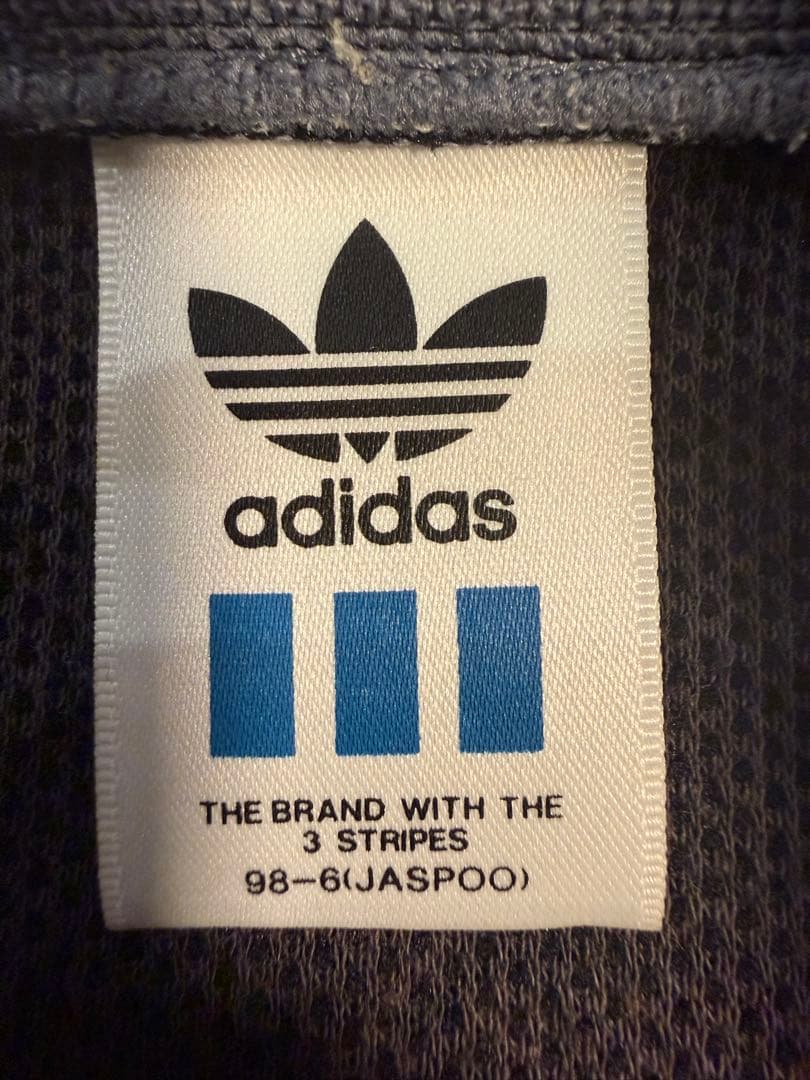 adidas
THE BRAND WITH THE
3 STRIPES
98-6(JASPOO)